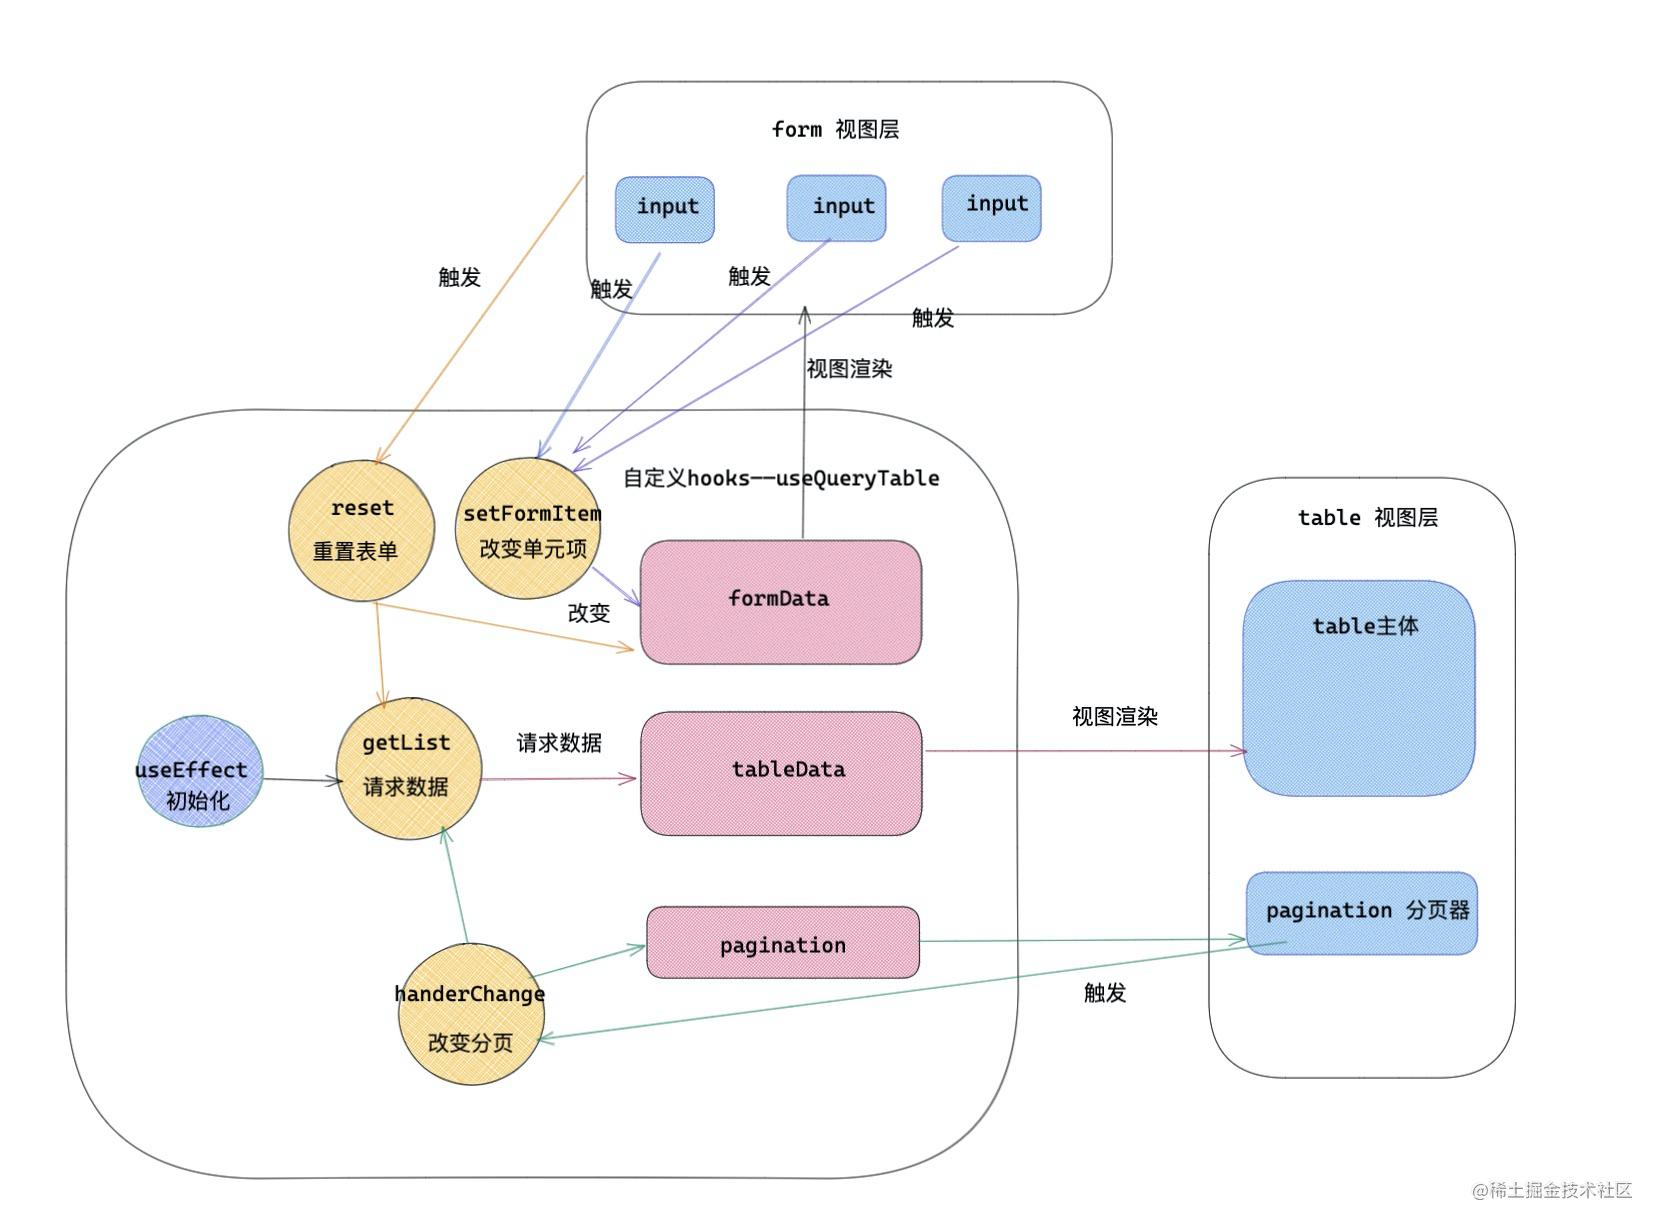 form 视图层
input
input
input
触发
触发
触发
触发
视图渲染
自定义hooks——useQueryTable
reset
重置表单
setFormItem
改变单元项
改变
formData
table 视图层
table主体
useEffect
初始化
getList
请求数据
请求数据
tableData
视图渲染
handerChange
改变分页
pagination
pagination 分页器
触发
@稀土掘金技术社区